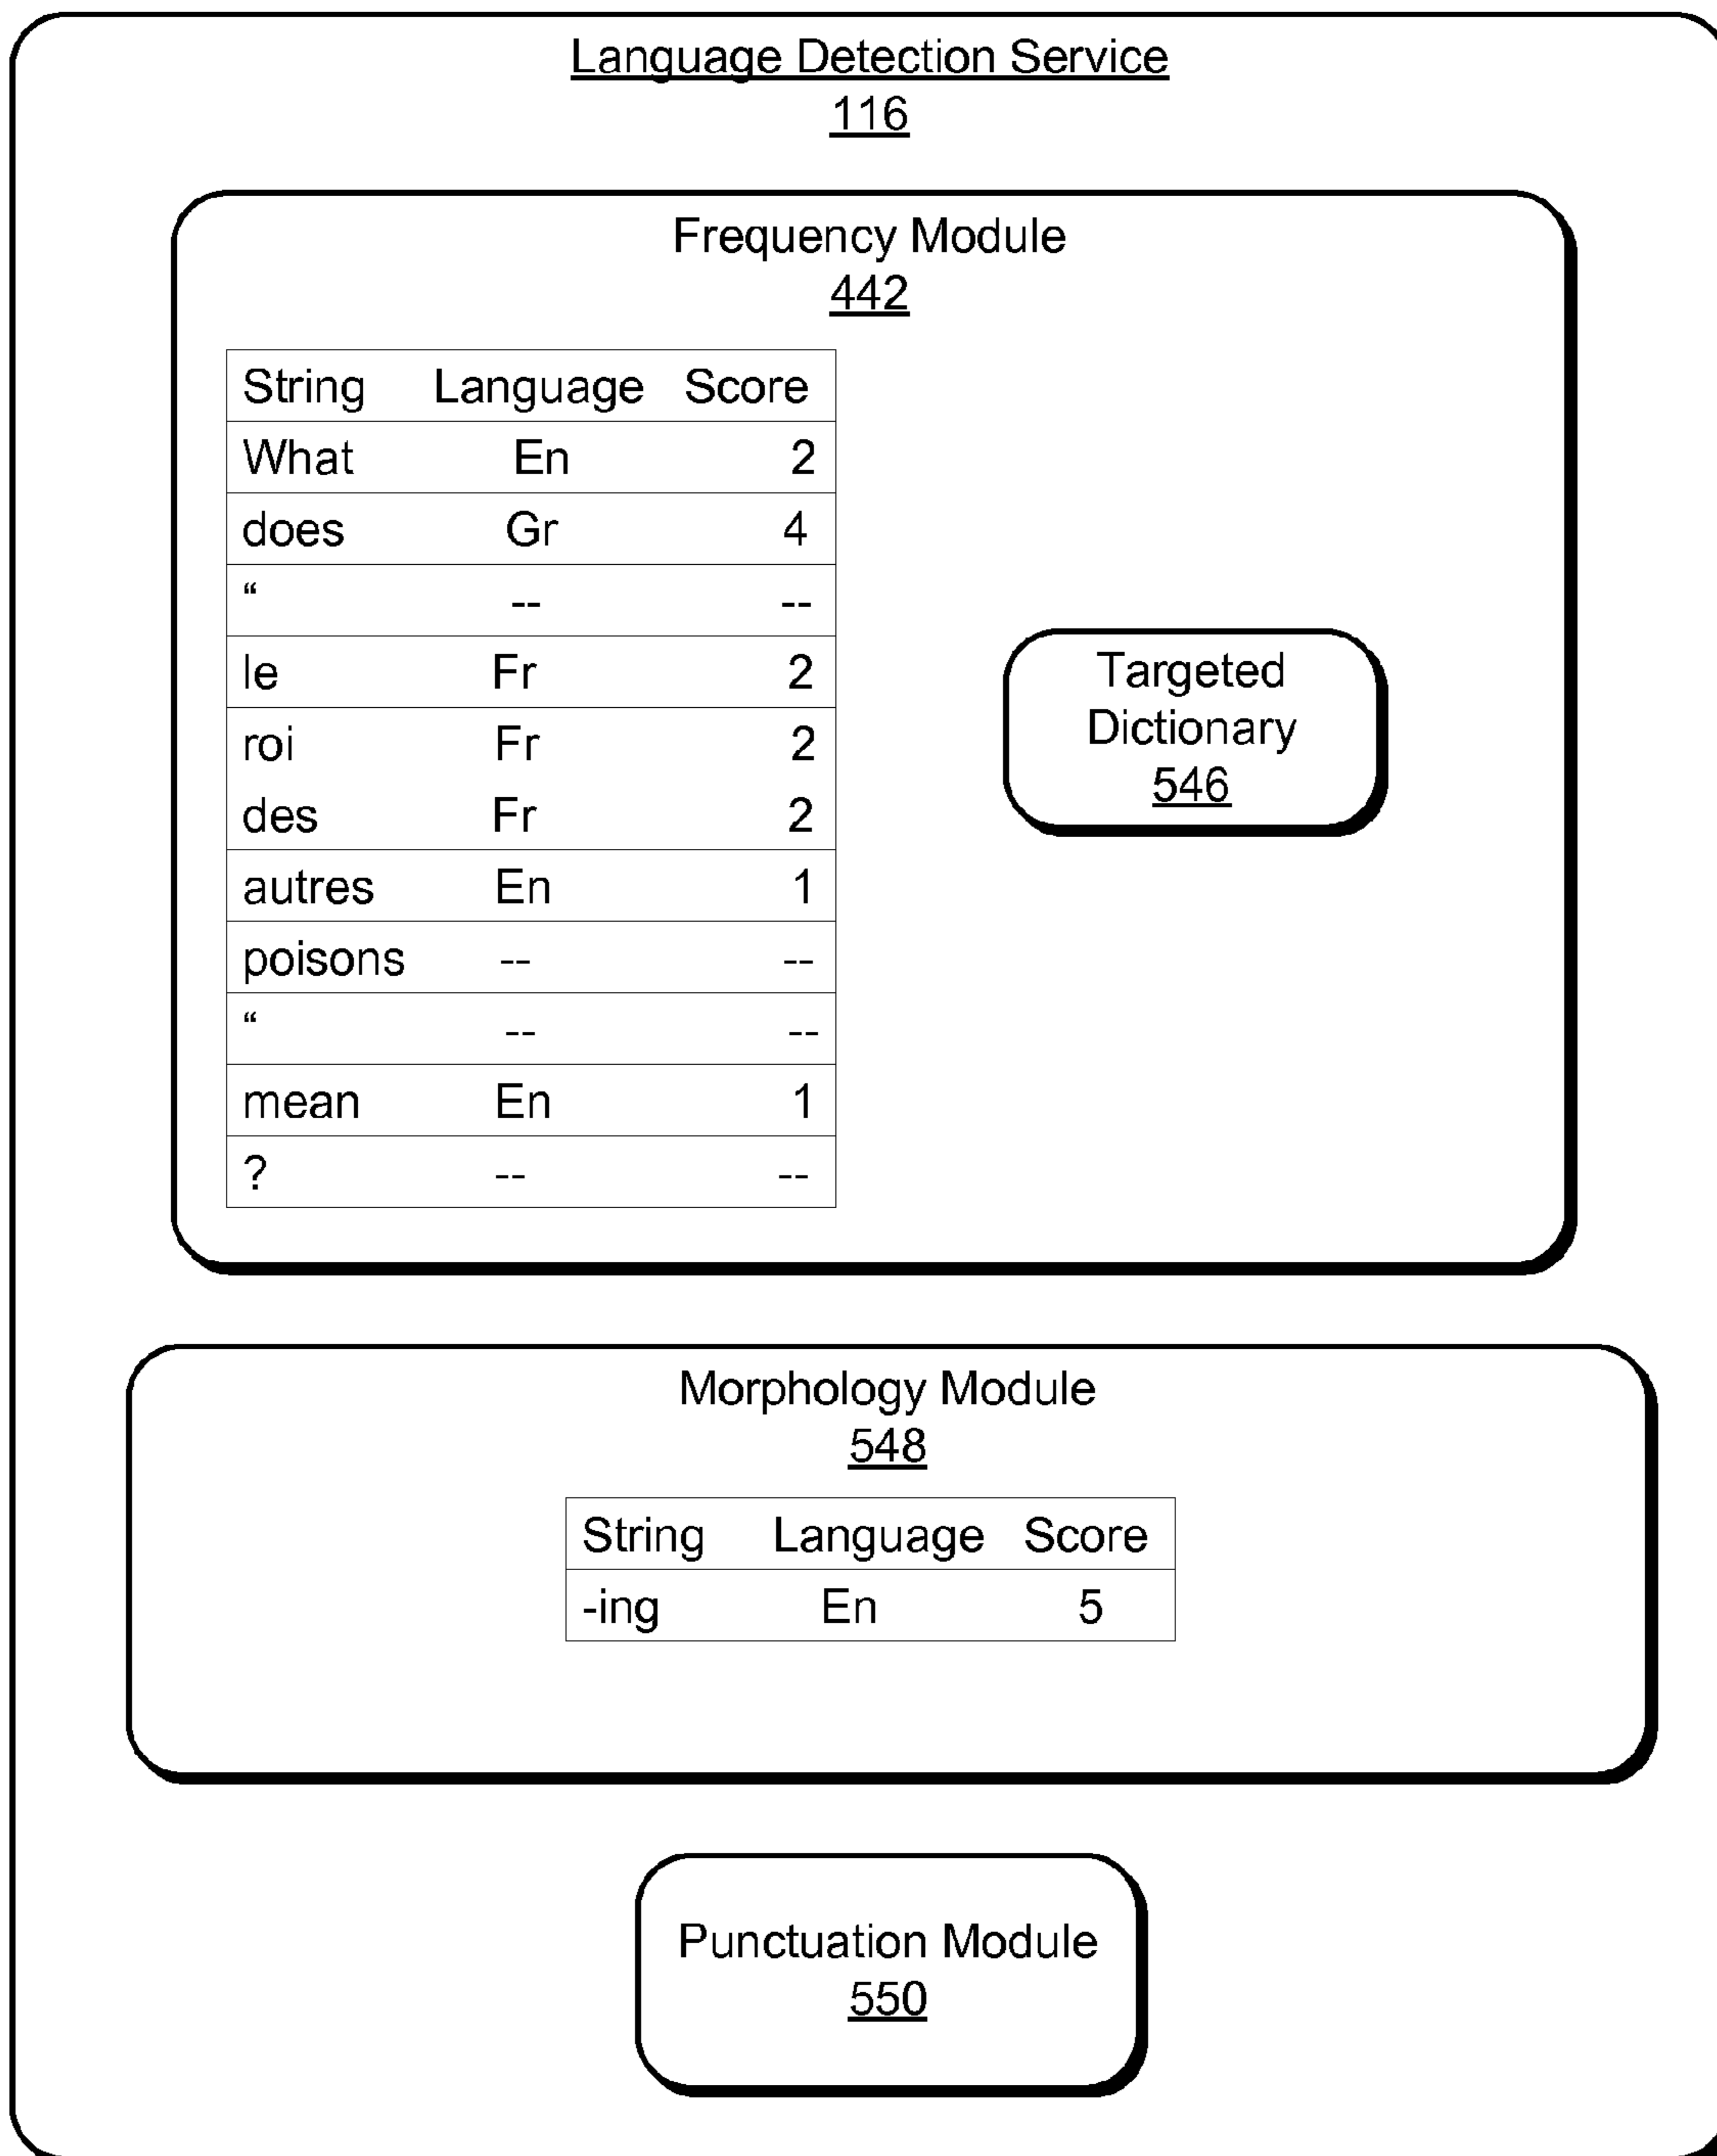 Language Detection Service
116
Frequency Module
442
String Language Score
What En 2
does Gr 4
“ -- --
le Fr 2
roi Fr 2
des Fr 2
autres En 1
poisons -- --
“ -- --
mean En 1
? -- --
Targeted
Dictionary
546
Morphology Module
548
String Language Score
-ing En 5
Punctuation Module
550